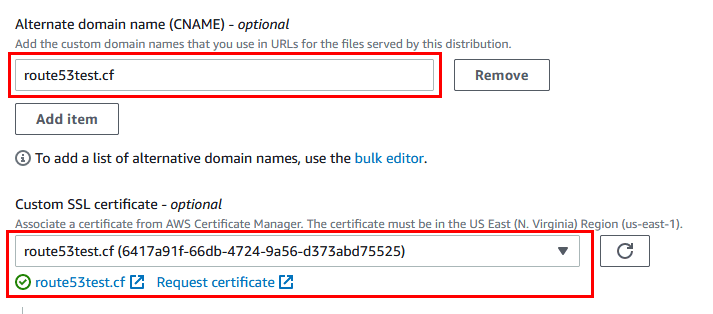 Alternate domain name (CNAME) - optional
Add the custom domain names that you use in URLs for the files served by this distribution.
route53test.cf
Remove
Add item
To add a list of alternative domain names, use the bulk editor.
Custom SSL certificate - optional
Associate a certificate from AWS Certificate Manager. The certificate must be in the US East (N. Virginia) Region (us-east-1).
route53test.cf (6417a91f-66db-4724-9a56-d373abd75525)
route53test.cf Request certificate